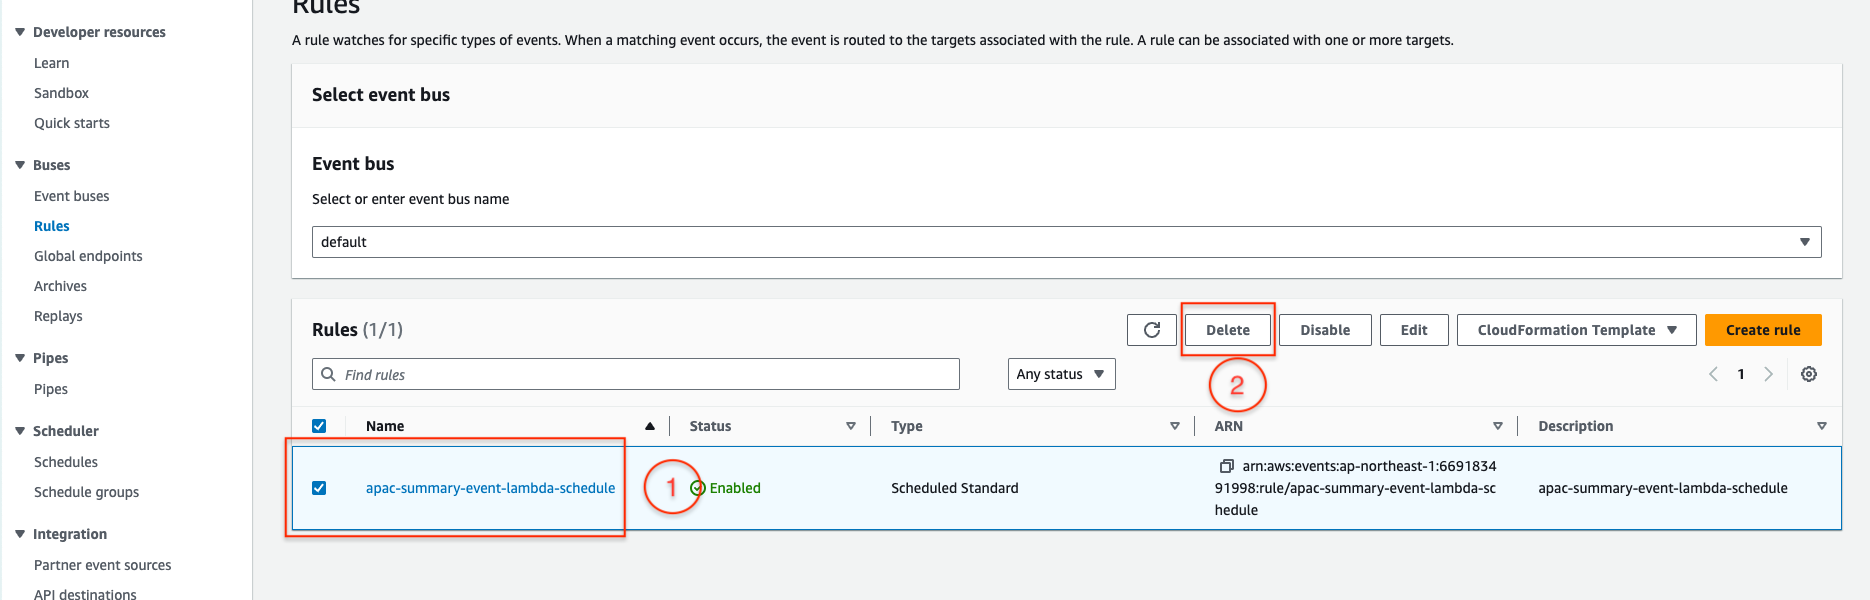 Rules
Developer resources
A rule watches for specific types of events. When a matching event occurs, the event is routed to the targets associated with the rule. A rule can be associated with one or more targets.
Learn
Sandbox
Quick starts
Buses
Event buses
Rules
Global endpoints
Archives
Replays
Pipes
Pipes
Scheduler
Schedules
Schedule groups
Integration
Partner event sources
API destinations
Select event bus
Event bus
Select or enter event bus name
default
Rules (1/1)
Delete
Disable
Edit
CloudFormation Template
Create rule
Find rules
Any status
2
1
Name
Status
Type
ARN
Description
apac-summary-event-lambda-schedule
1
Enabled
Scheduled Standard
arn:aws:events:ap-northeast-1:6691834
91998:rule/apac-summary-event-lambda-sc
hedule
apac-summary-event-lambda-schedule